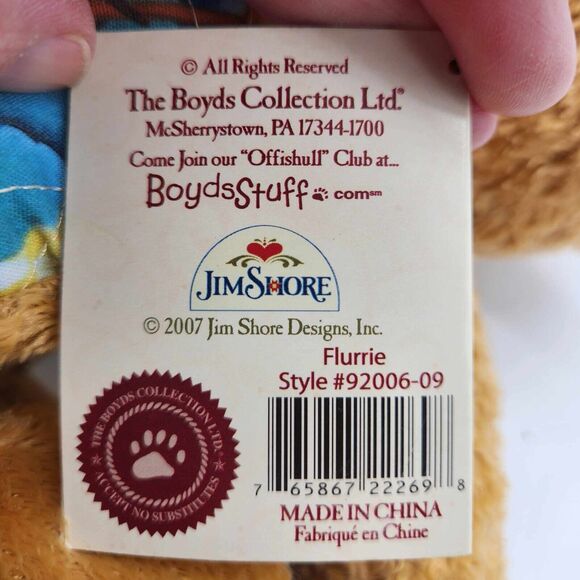 © All Rights Reserved
The Boyds Collection Ltd.®
McSherrystown, PA 17344-1700
Come Join our "Offishull" Club at...
BoydsStuff.com℠
JIM SHORE
© 2007 Jim Shore Designs, Inc.
Flurrie
Style #92006-09
THE BOYDS COLLECTION LTD.
ACCEPT NO SUBSTITUTES
7 65867 22269 8
MADE IN CHINA
Fabriqué en Chine